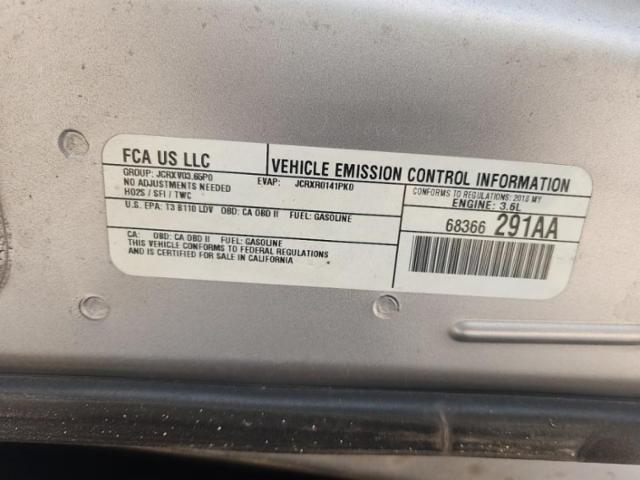 FCA US LLC
VEHICLE EMISSION CONTROL INFORMATION
GROUP: JCRXV03.65P0
EVAP: JCRXR0141PK0
NO ADJUSTMENTS NEEDED
HO2S / SFI / TWC
CONFORMS TO REGULATIONS: 2018 MY
ENGINE: 3.6L
U.S. EPA: T3 B110 LDV OBD: CA OBD II FUEL: GASOLINE
68366 291AA
CA: OBD: CA OBD II FUEL: GASOLINE
THIS VEHICLE CONFORMS TO FEDERAL REGULATIONS
AND IS CERTIFIED FOR SALE IN CALIFORNIA